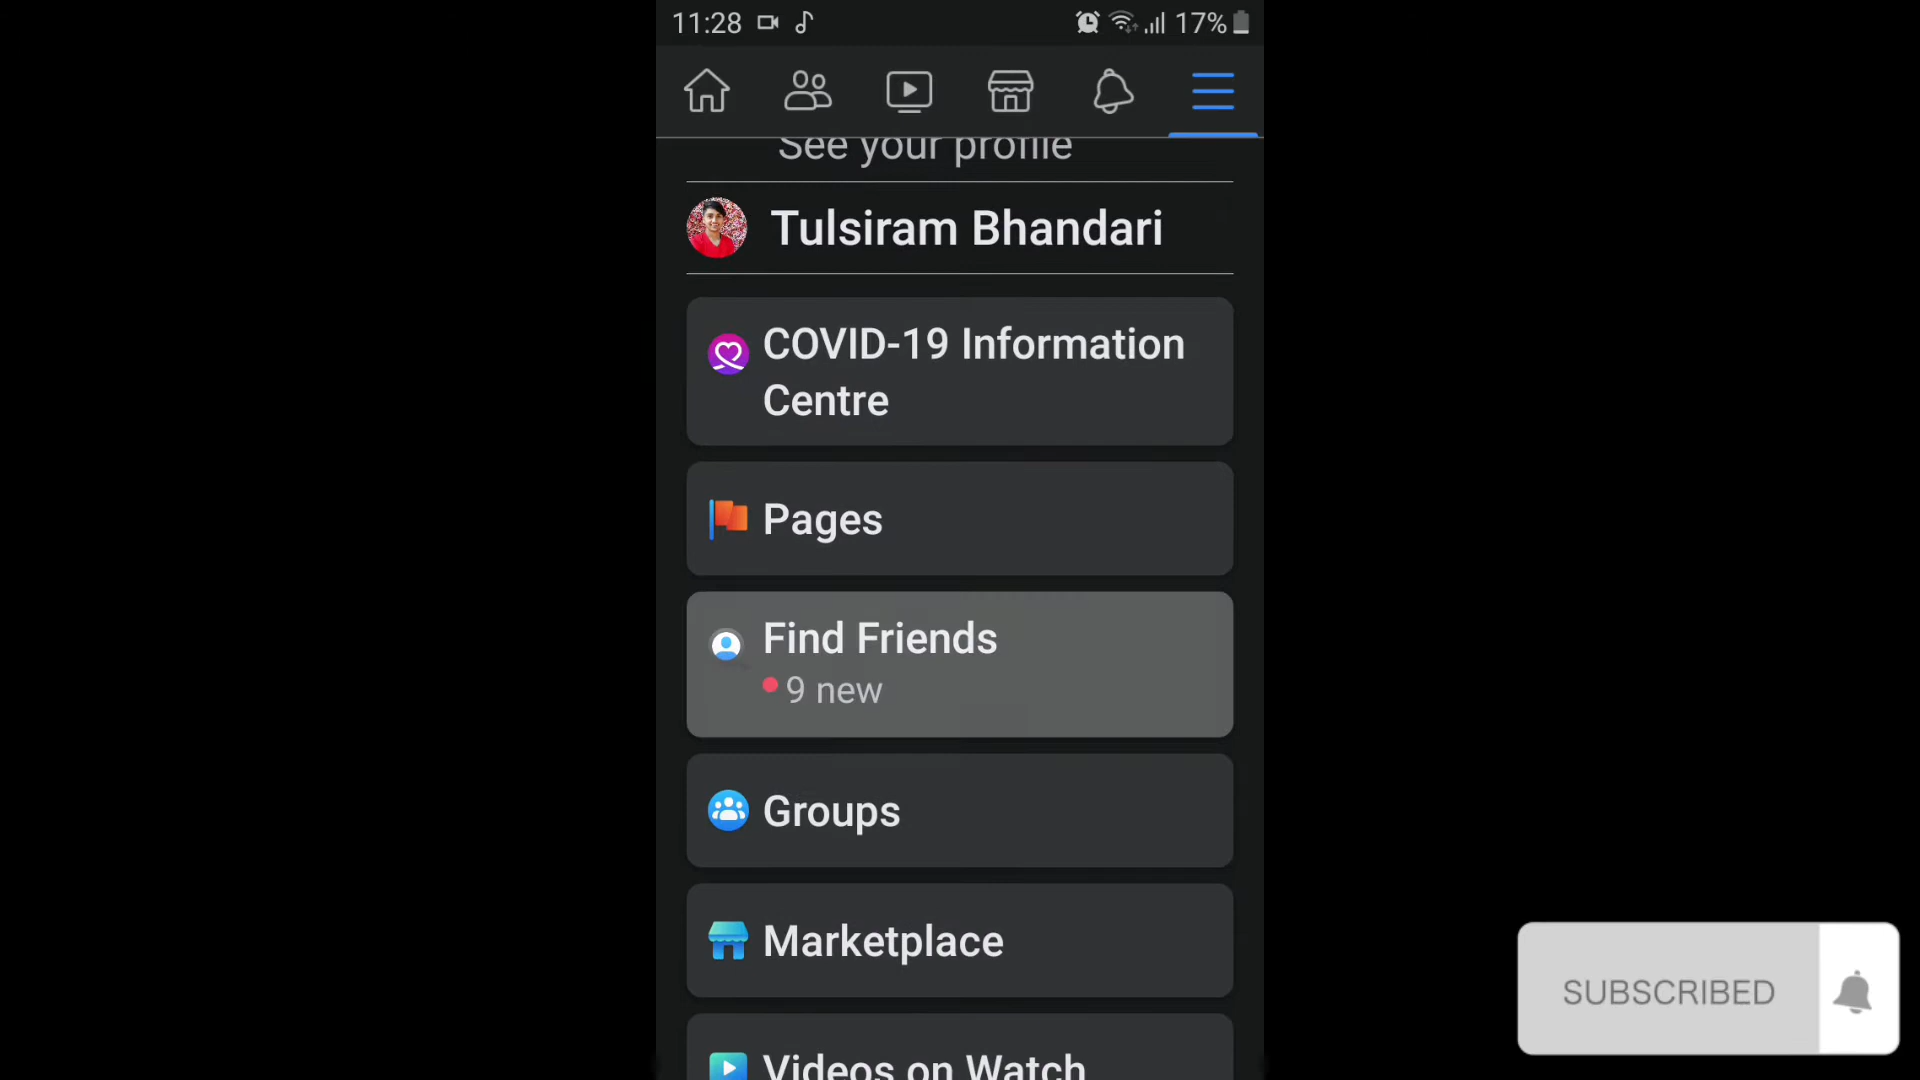 11:28
17%
See your profile
Tulsiram Bhandari
COVID-19 Information
Centre
Pages
Find Friends
9 new
Groups
Marketplace
Videos on Watch
SUBSCRIBED